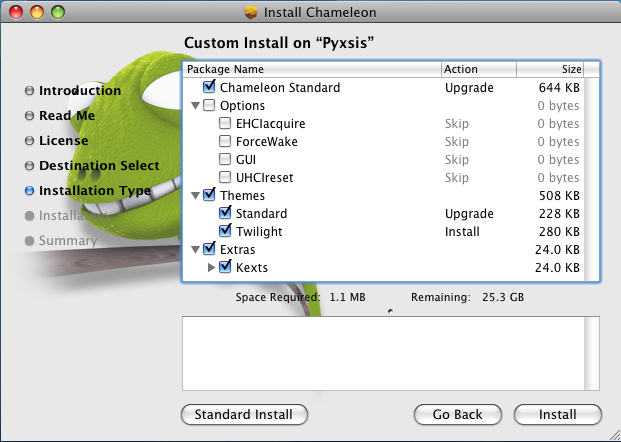 Install Chameleon
Custom Install on “Pyxsis”
Introduction
Read Me
License
Destination Select
Installation Type
Installation
Summary
Package Name Action Size
Chameleon Standard Upgrade 644 KB
Options 0 bytes
EHCIacquire Skip 0 bytes
ForceWake Skip 0 bytes
GUI Skip 0 bytes
UHCIreset Skip 0 bytes
Themes 508 KB
Standard Upgrade 228 KB
Twilight Install 280 KB
Extras 24.0 KB
Kexts 24.0 KB
Space Required: 1.1 MB Remaining: 25.3 GB
Standard Install Go Back Install